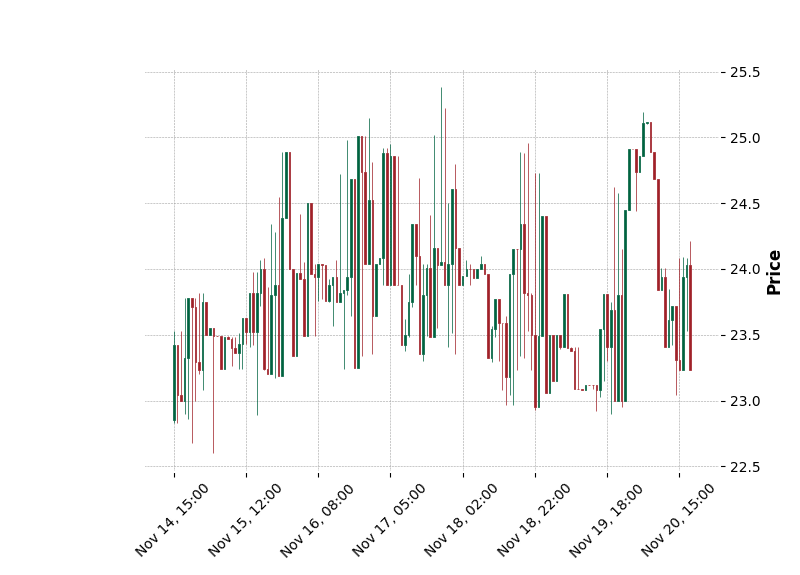 25.5
25.0
24.5
24.0
23.5
23.0
22.5
Price
Nov 14, 15:00
Nov 15, 12:00
Nov 16, 08:00
Nov 17, 05:00
Nov 18, 02:00
Nov 18, 22:00
Nov 19, 18:00
Nov 20, 15:00